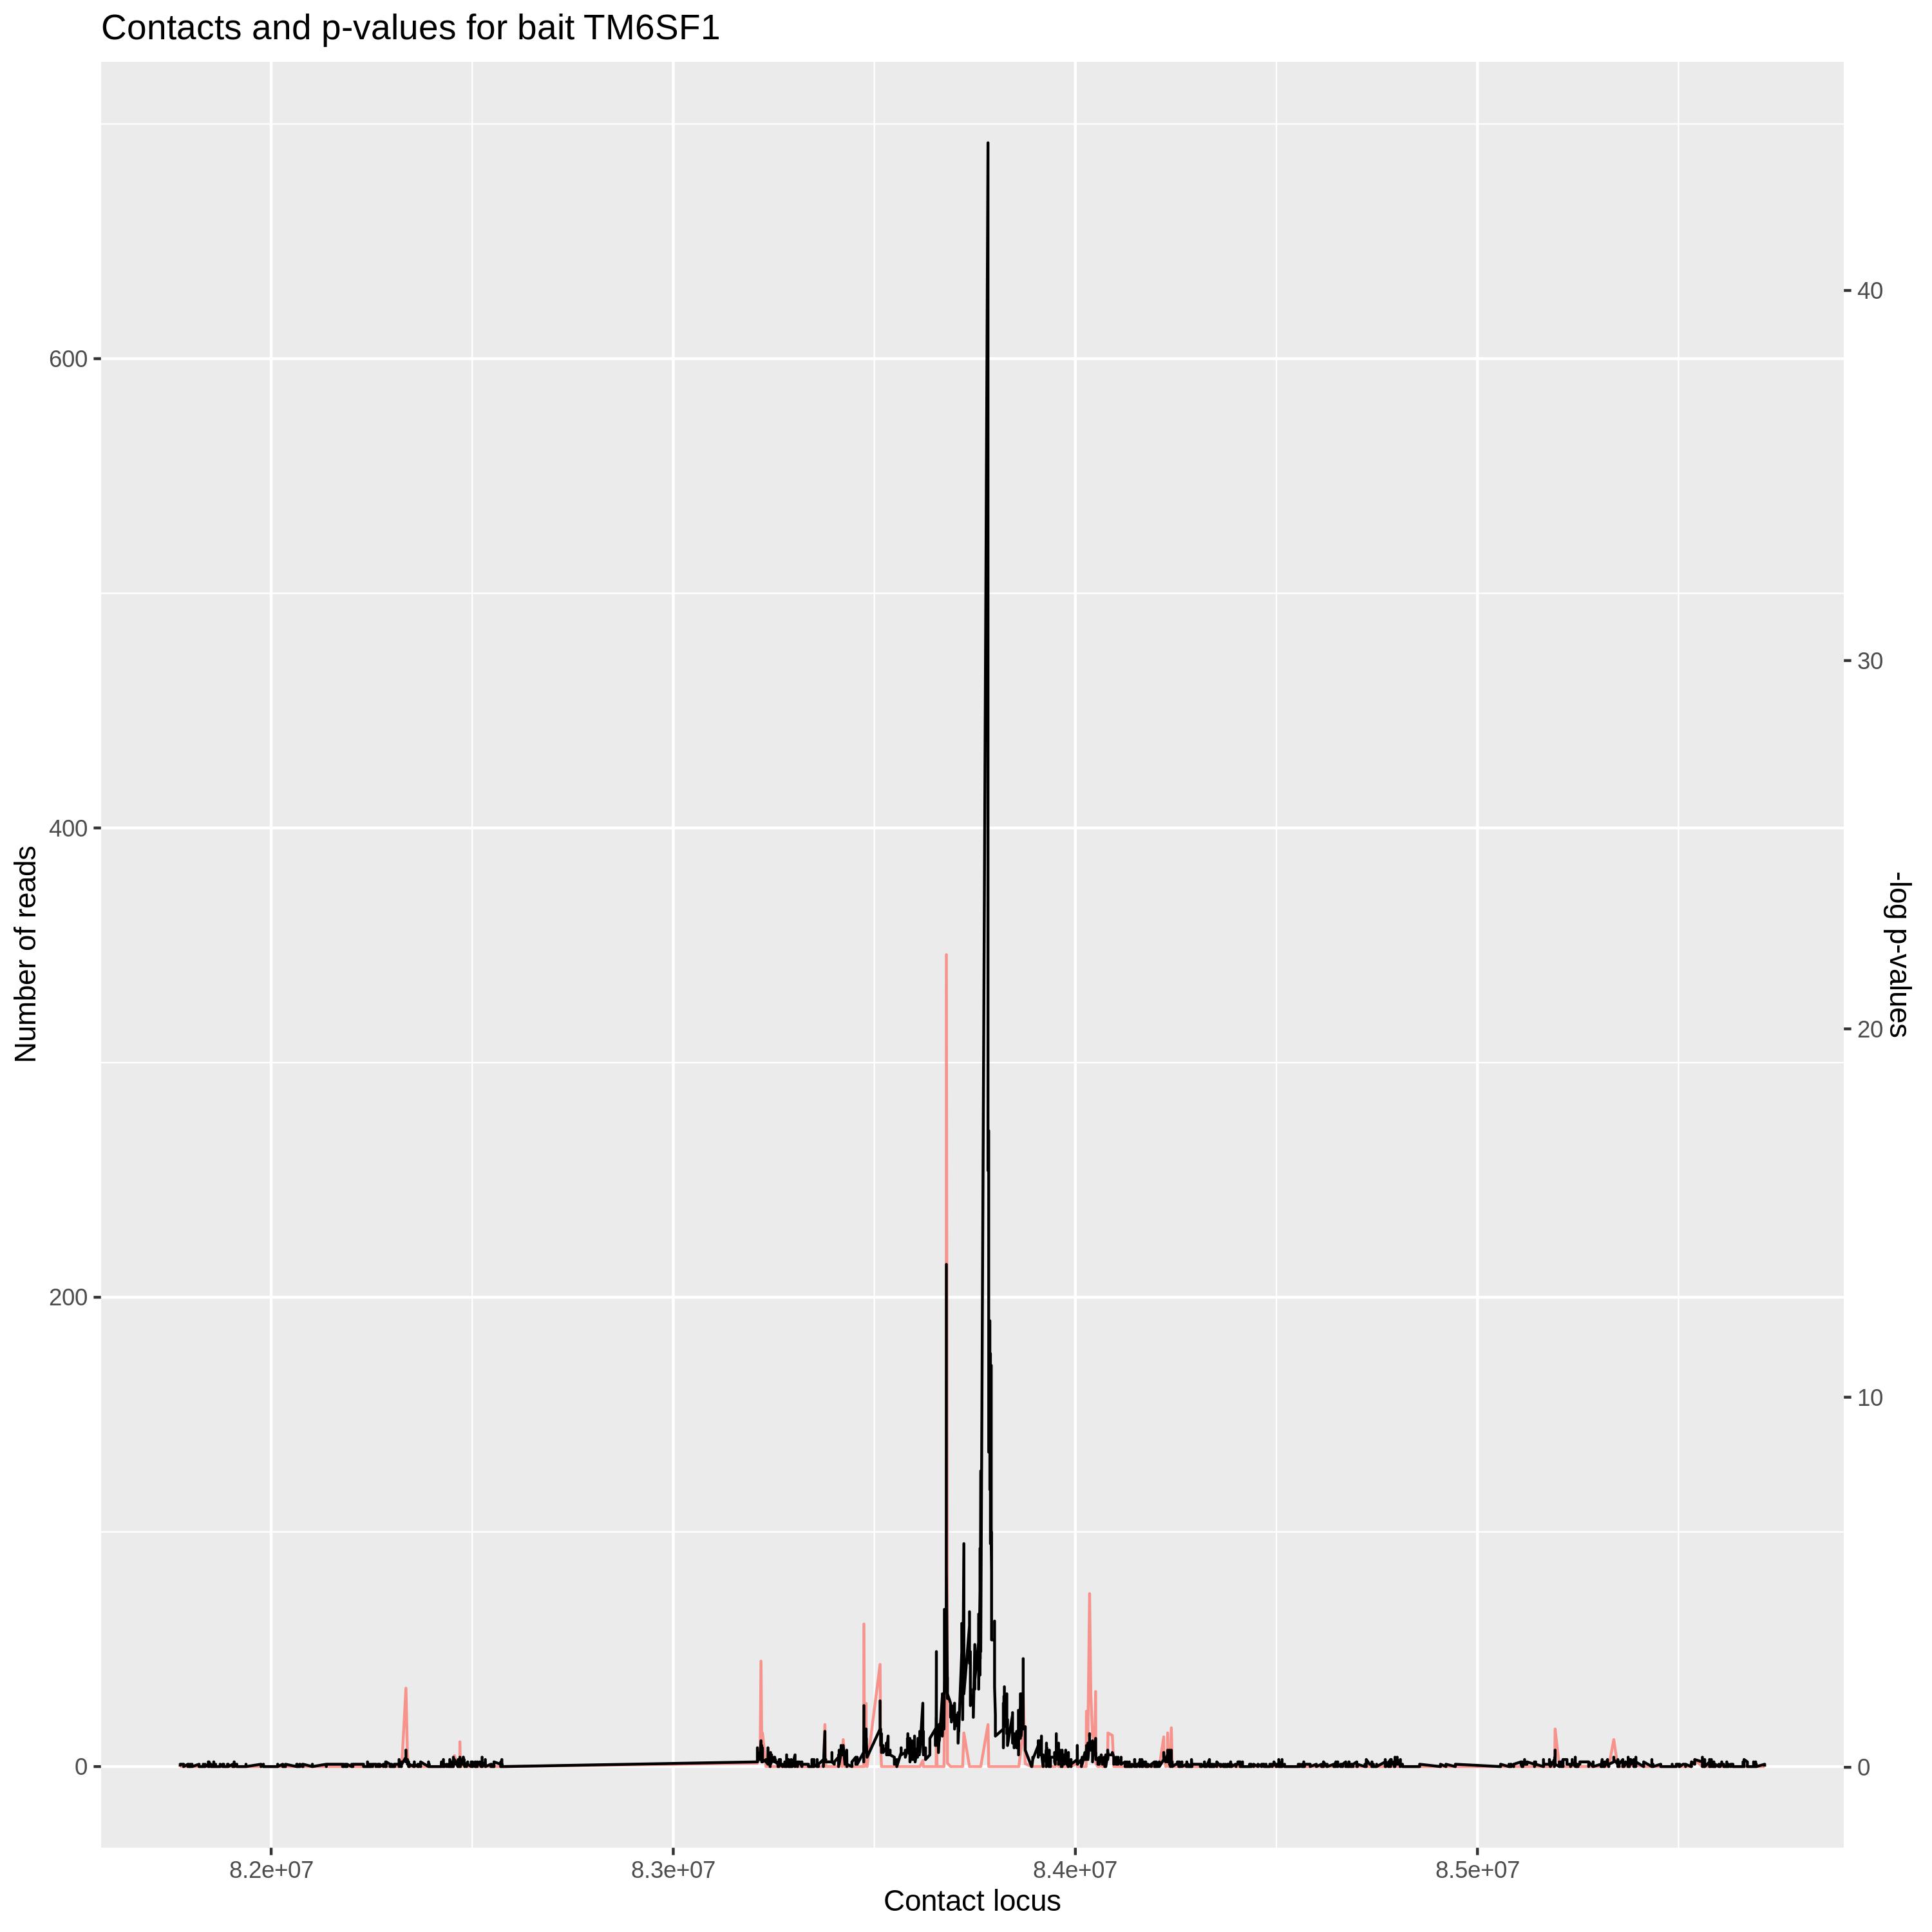 Contacts and p-values for bait TM6SF1
Number of reads
600
400
200
0
40
30
20
10
0
-log p-values
8.2e+07
8.3e+07
8.4e+07
8.5e+07
Contact locus